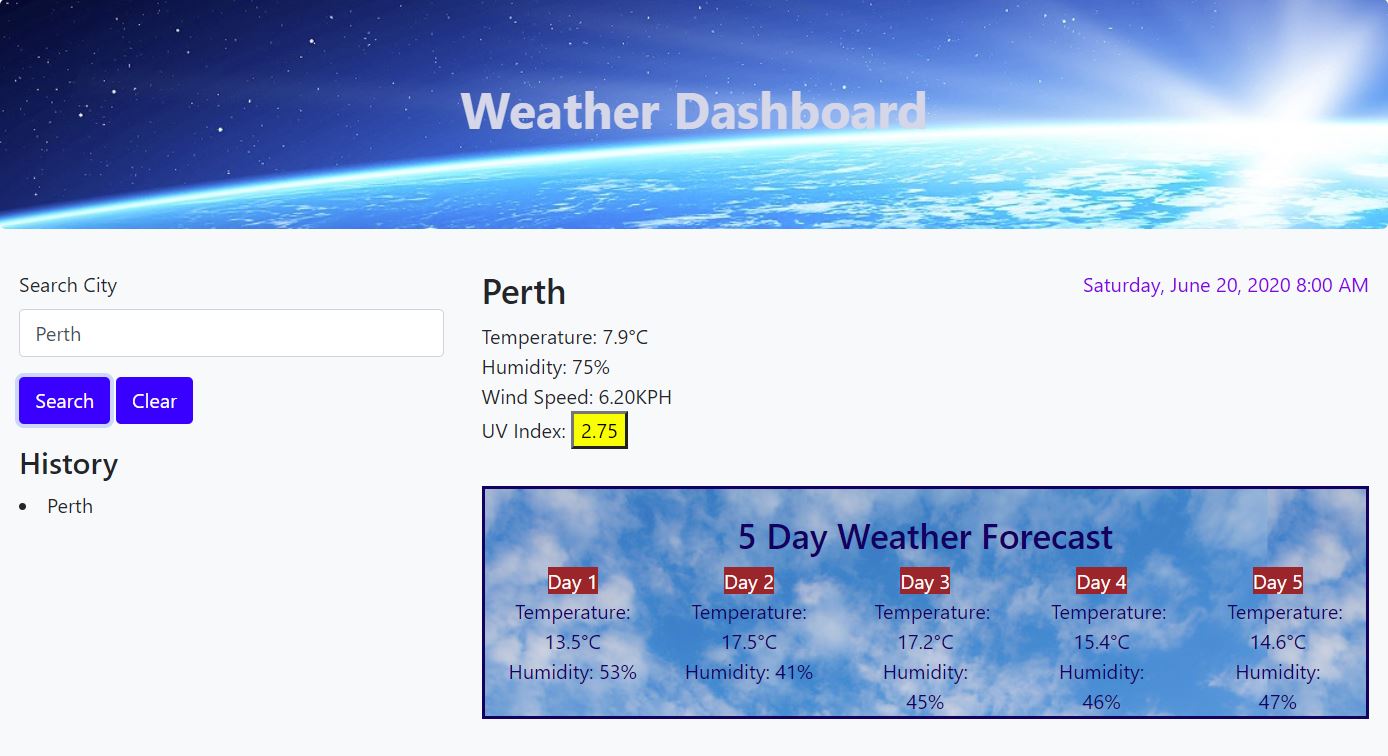 Weather Dashboard
Search City
Perth
Search Clear
History
Perth
Perth
Saturday, June 20, 2020 8:00 AM
Temperature: 7.9°C
Humidity: 75%
Wind Speed: 6.20KPH
UV Index: 2.75
5 Day Weather Forecast
Day 1
Temperature:
13.5°C
Humidity: 53%
Day 2
Temperature:
17.5°C
Humidity: 41%
Day 3
Temperature:
17.2°C
Humidity:
45%
Day 4
Temperature:
15.4°C
Humidity:
46%
Day 5
Temperature:
14.6°C
Humidity:
47%